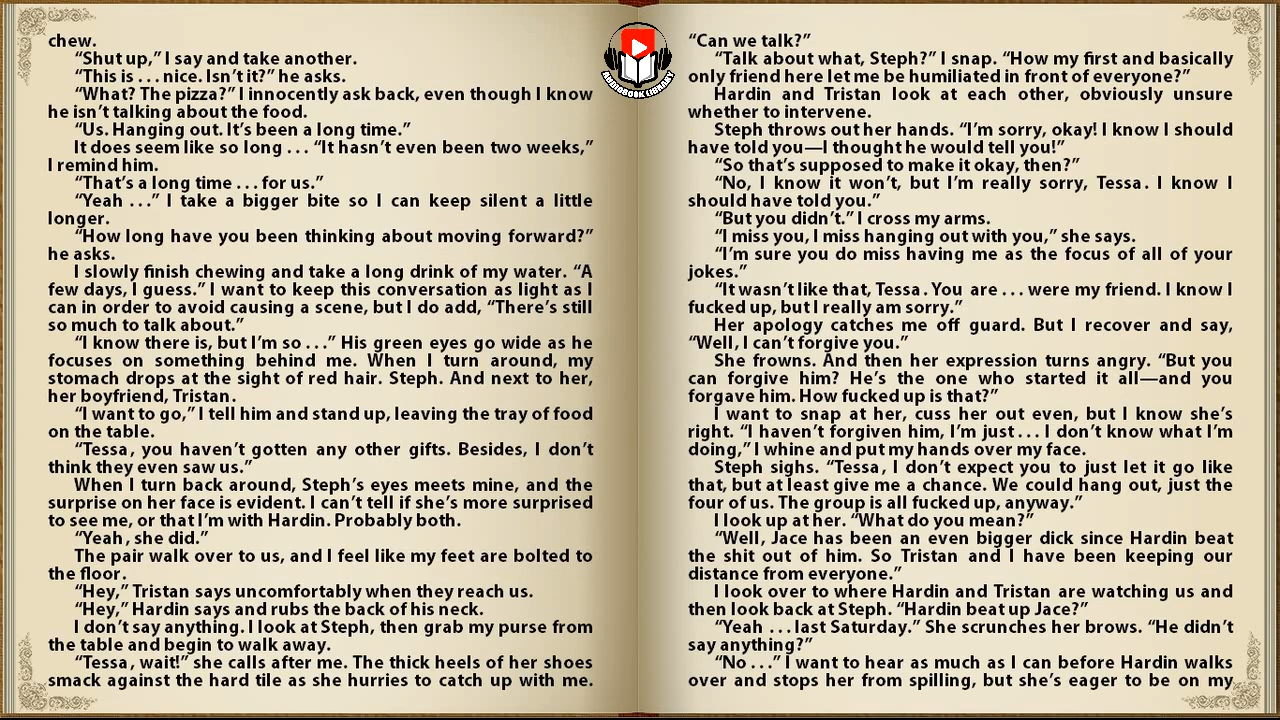 chew.
“Shut up,” I say and take another.
“This is . . . nice. Isn’t it?” he asks.
“What? The pizza?” I innocently ask back, even though I know
he isn’t talking about the food.
“Us. Hanging out. It’s been a long time.”
It does seem like so long . . . “It hasn’t even been two weeks,”
I remind him.
“That’s a long time . . . for us.”
“Yeah . . .” I take a bigger bite so I can keep silent a little
longer.
“How long have you been thinking about moving forward?”
he asks.
I slowly finish chewing and take a long drink of my water. “A
few days, I guess.” I want to keep this conversation as light as I
can in order to avoid causing a scene, but I do add, “There’s still
so much to talk about.”
“I know there is, but I’m so . . .” His green eyes go wide as he
focuses on something behind me. When I turn around, my
stomach drops at the sight of red hair. Steph. And next to her,
her boyfriend, Tristan.
“I want to go,” I tell him and stand up, leaving the tray of food
on the table.
“Tessa, you haven’t gotten any other gifts. Besides, I don’t
think they even saw us.”
When I turn back around, Steph’s eyes meets mine, and the
surprise on her face is evident. I can’t tell if she’s more surprised
to see me, or that I’m with Hardin. Probably both.
“Yeah, she did.”
The pair walk over to us, and I feel like my feet are bolted to
the floor.
“Hey,” Tristan says uncomfortably when they reach us.
“Hey,” Hardin says and rubs the back of his neck.
I don’t say anything. I look at Steph, then grab my purse from
the table and begin to walk away.
“Tessa, wait!” she calls after me. The thick heels of her shoes
smack against the hard tile as she hurries to catch up with me.
AUDIOBOOK LIBRARY
“Can we talk?”
“Talk about what, Steph?” I snap. “How my first and basically
only friend here let me be humiliated in front of everyone?”
Hardin and Tristan look at each other, obviously unsure
whether to intervene.
Steph throws out her hands. “I’m sorry, okay! I know I should
have told you—I thought he would tell you!”
“So that’s supposed to make it okay, then?”
“No, I know it won’t, but I’m really sorry, Tessa. I know I
should have told you.”
“But you didn’t.” I cross my arms.
“I miss you, I miss hanging out with you,” she says.
“I’m sure you do miss having me as the focus of all of your
jokes.”
“It wasn’t like that, Tessa. You are . . . were my friend. I know I
fucked up, but I really am sorry.”
Her apology catches me off guard. But I recover and say,
“Well, I can’t forgive you.”
She frowns. And then her expression turns angry. “But you
can forgive him? He’s the one who started it all—and you
forgave him. How fucked up is that?”
I want to snap at her, cuss her out even, but I know she’s
right. “I haven’t forgiven him, I’m just . . . I don’t know what I’m
doing,” I whine and put my hands over my face.
Steph sighs. “Tessa, I don’t expect you to just let it go like
that, but at least give me a chance. We could hang out, just the
four of us. The group is all fucked up, anyway.”
I look up at her. “What do you mean?”
“Well, Jace has been an even bigger dick since Hardin beat
the shit out of him. So Tristan and I have been keeping our
distance from everyone.”
I look over to where Hardin and Tristan are watching us and
then look back at Steph. “Hardin beat up Jace?”
“Yeah . . . last Saturday.” She scrunches her brows. “He didn’t
say anything?”
“No . . .” I want to hear as much as I can before Hardin walks
over and stops her from spilling, but she’s eager to be on my